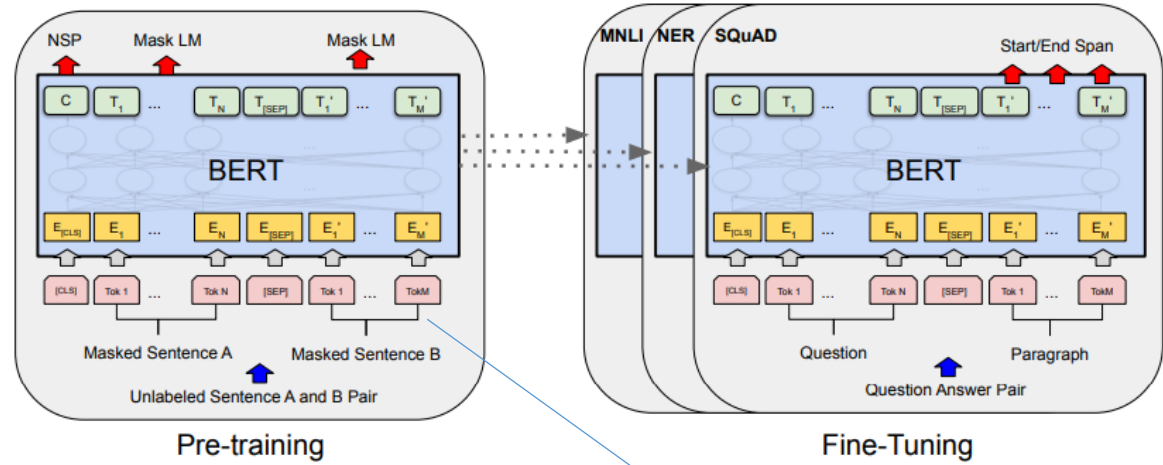 NSP Mask LM Mask LM
C T1 ... TN T[SEP] T1' ... TM'
...
BERT
...
E[CLS] E1 ... EN E[SEP] E1' ... EM'
[CLS] Tok 1 ... Tok N [SEP] Tok 1 ... TokM
Masked Sentence A Masked Sentence B
Unlabeled Sentence A and B Pair
Pre-training
MNLI NER SQuAD
Start/End Span
C T1 ... TN T[SEP] T1' ... TM'
...
BERT
...
E[CLS] E1 ... EN E[SEP] E1' ... EM'
[CLS] Tok 1 ... Tok N [SEP] Tok 1 ... TokM
Question Paragraph
Question Answer Pair
Fine-Tuning